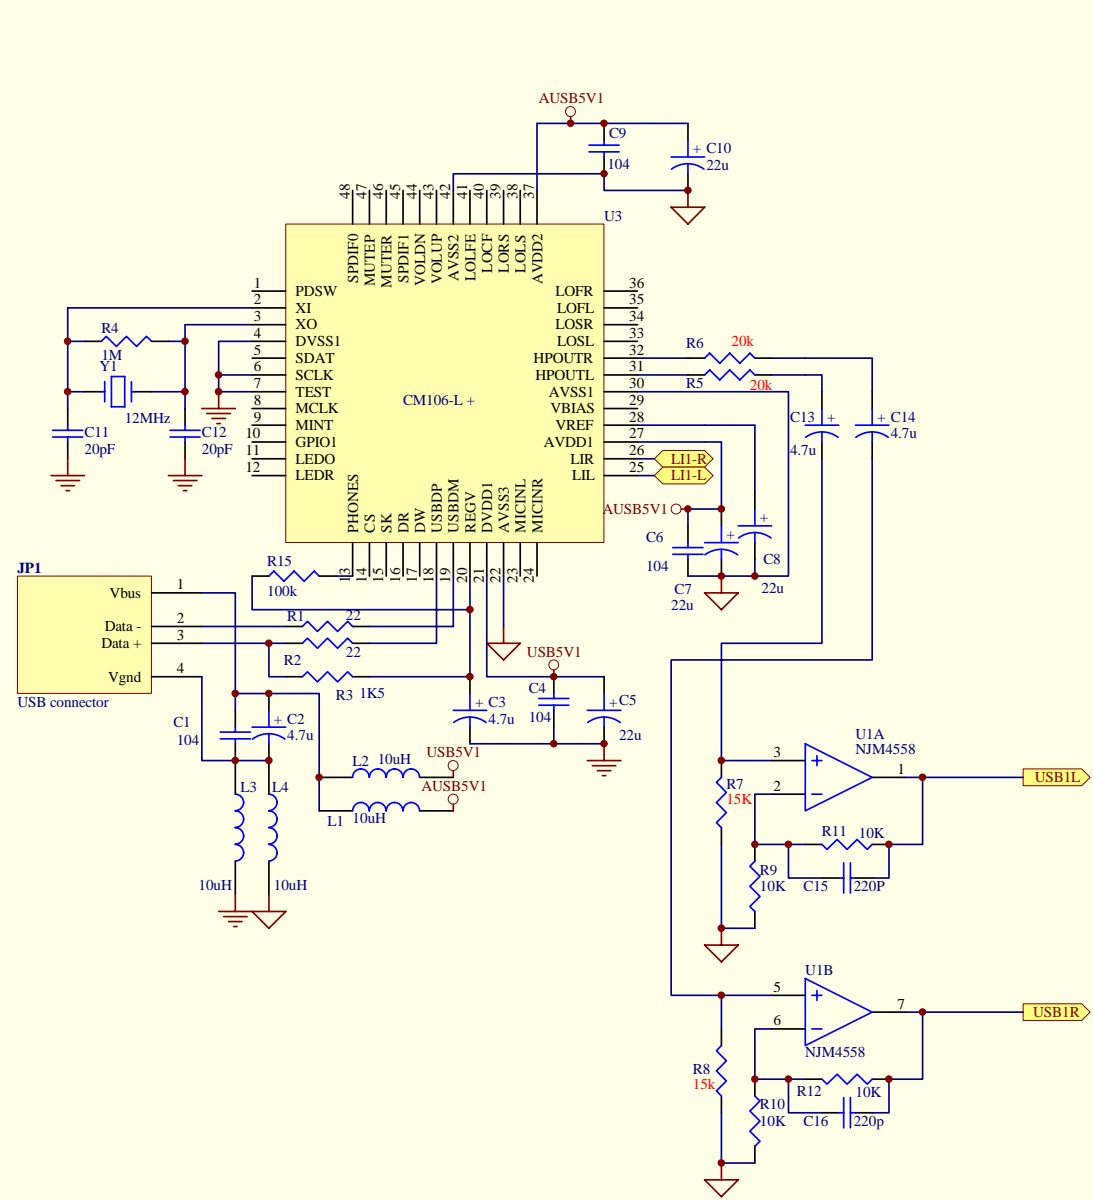 AUSB5V1
C9
104
C10
22u
48
47
46
45
44
43
42
41
40
39
38
37
U3
SPDIF0
MUTEP
MUTER
SPDIF1
VOLDN
VOLUP
AVSS2
LOLFE
LOCF
LORS
LOLS
AVDD2
1 PDSW
2 XI
3 XO
4 DVSS1
5 SDAT
6 SCLK
7 TEST
8 MCLK
9 MINT
10 GPIO1
11 LEDO
12 LEDR
LOFR 36
LOFL 35
LOSR 34
LOSL 33
HPOUTR 32
HPOUTL 31
AVSS1 30
VBIAS 29
VREF 28
AVDD1 27
LIR 26
LIL 25
CM106-L +
R4
1M
Y1
12MHz
C11
20pF
C12
20pF
R6 20k
R5 20k
C13 +
4.7u
+ C14
4.7u
LI1-R
LI1-L
AUSB5V1
C6
104
+
C7
22u
+
C8
22u
PHONES
CS
SK
DR
DW
USBDP
USBDM
REGV
DVDD1
AVSS3
MICINL
MICINR
13
14
15
16
17
18
19
20
21
22
23
24
JP1
Vbus 1
Data - 2
Data + 3
Vgnd 4
USB connector
R15
100k
R1 22
22
R2
R3 1K5
USB5V1
+ C3
4.7u
C4
104
+ C5
22u
C1
104
+ C2
4.7u
L2 10uH
USB5V1
AUSB5V1
L1 10uH
L3
L4
10uH
10uH
U1A
NJM4558
3 +
2 −
1
USB1L
R7
15K
R11 10K
R9
10K
C15 220P
U1B
5 +
6 −
7
USB1R
NJM4558
R8
15k
R12 10K
R10
10K
C16 220p